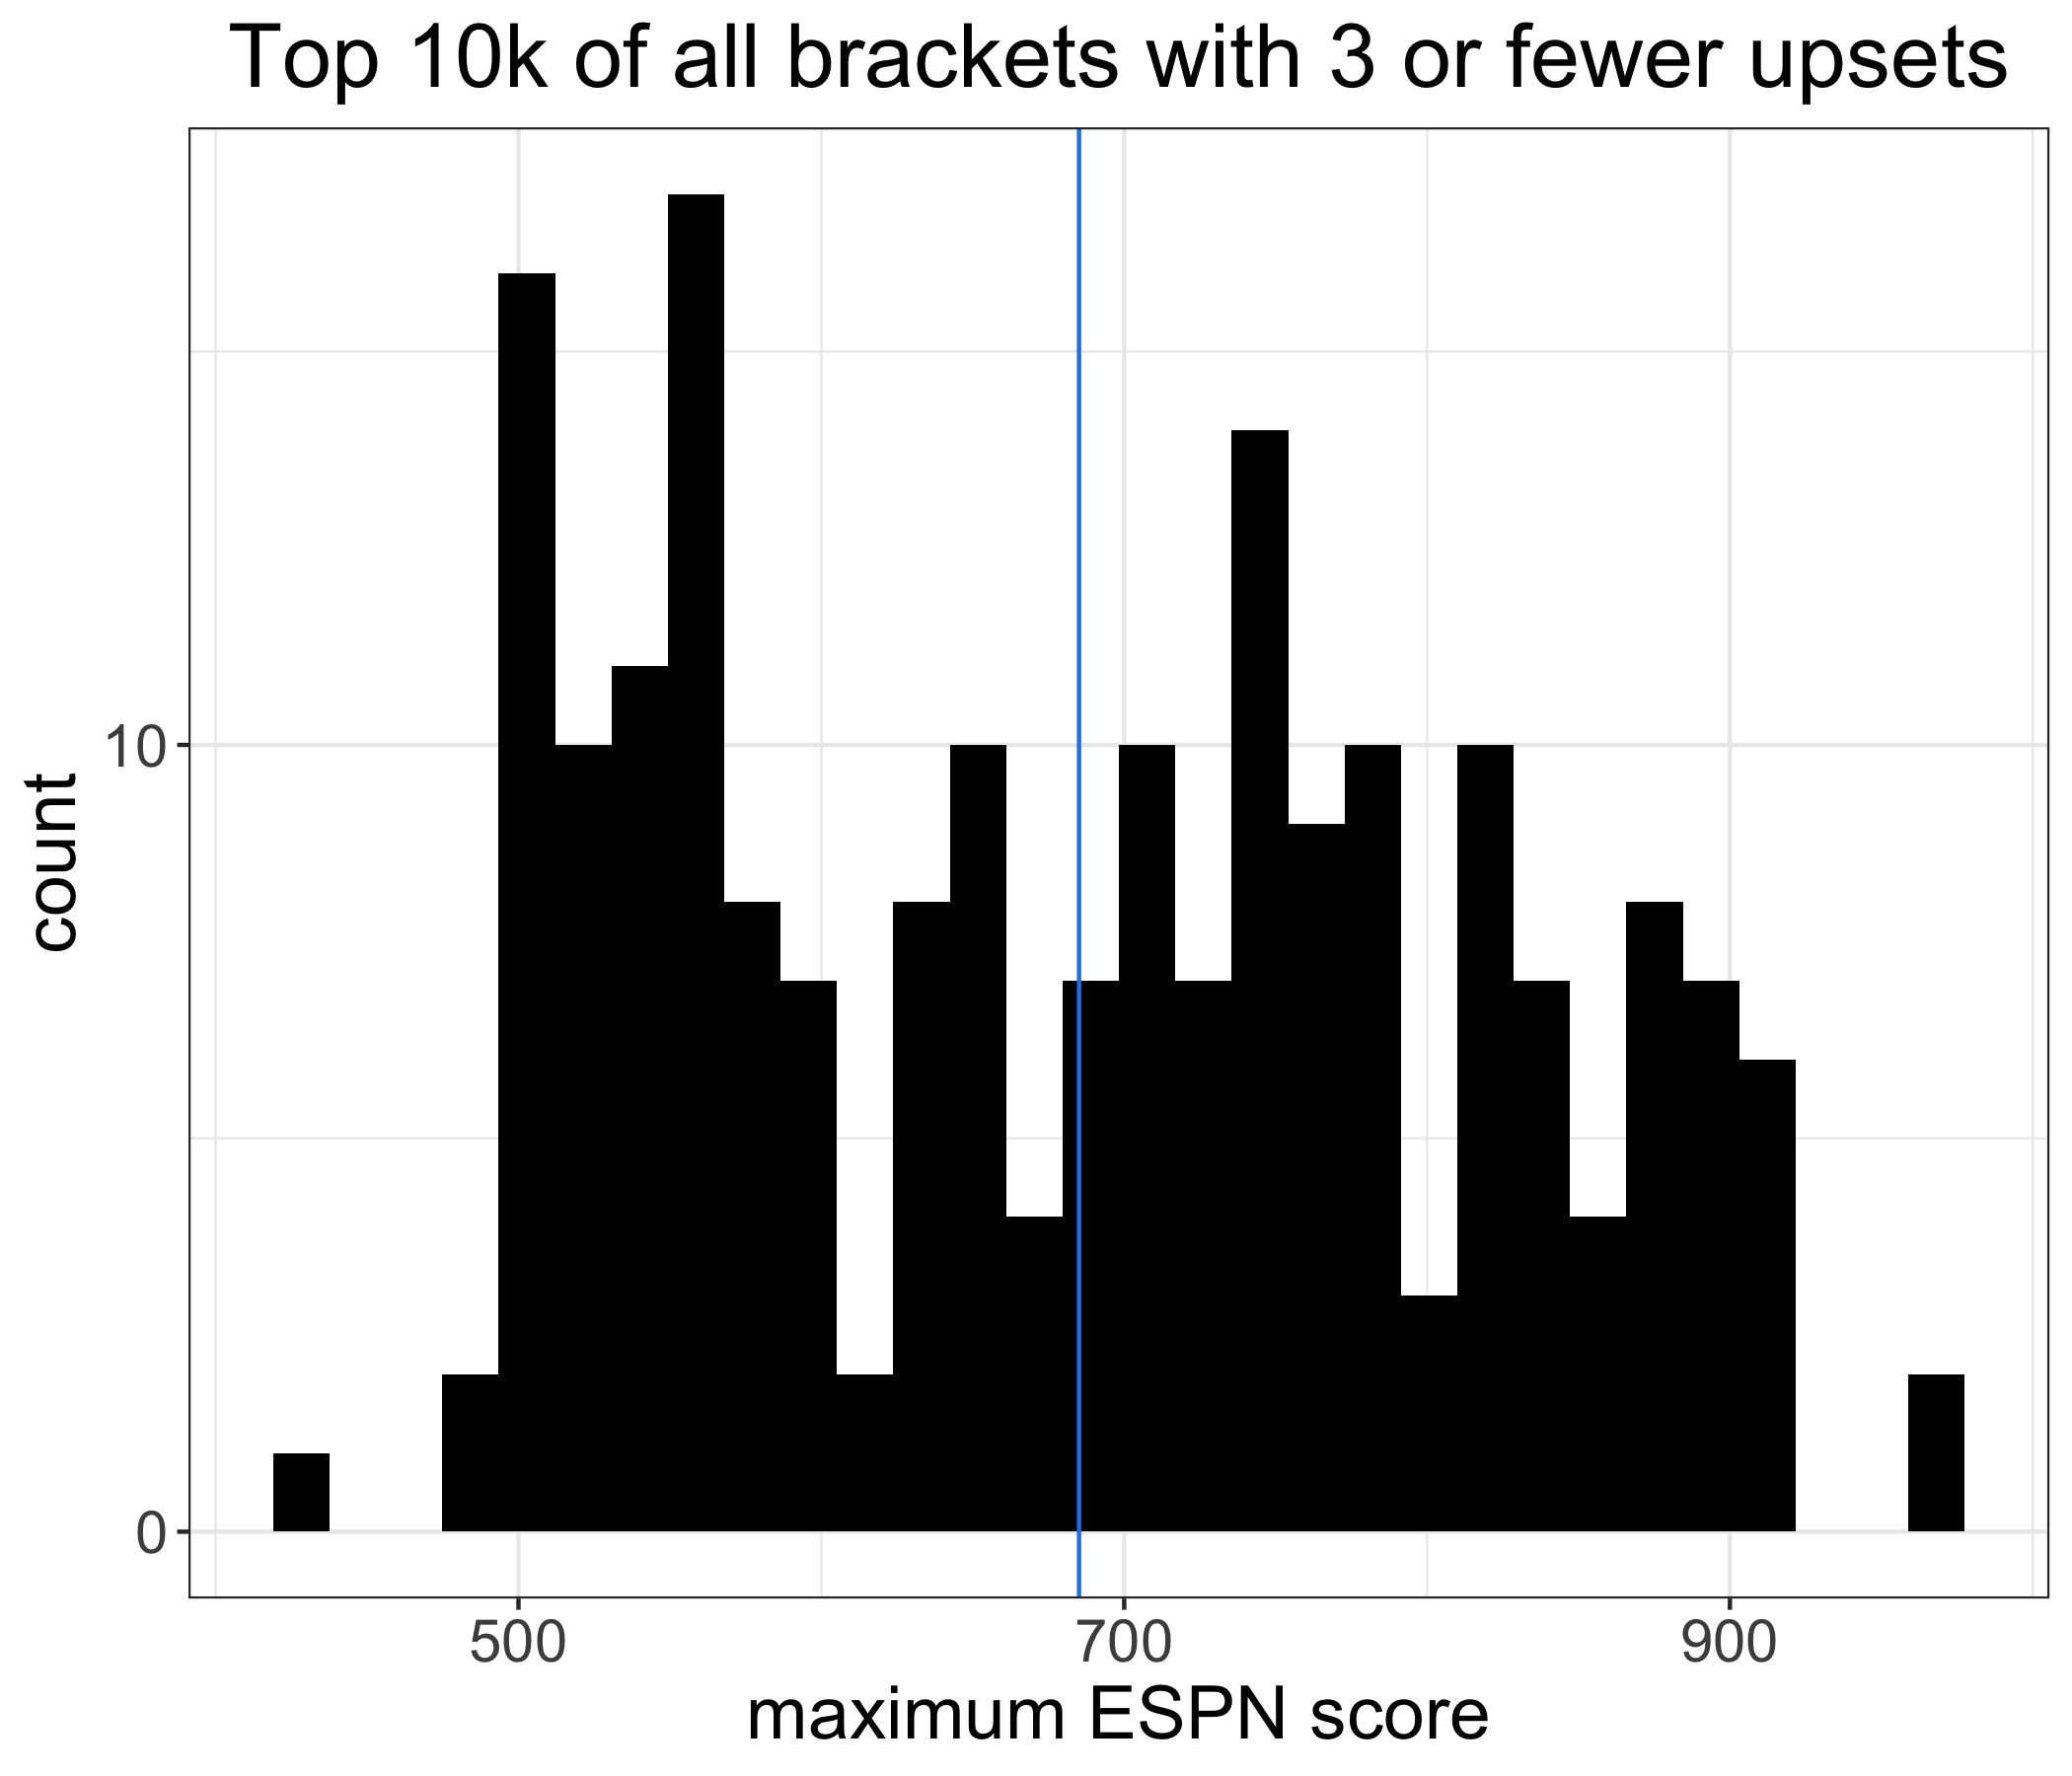 Top 10k of all brackets with 3 or fewer upsets
count
10
0
500 700 900
maximum ESPN score